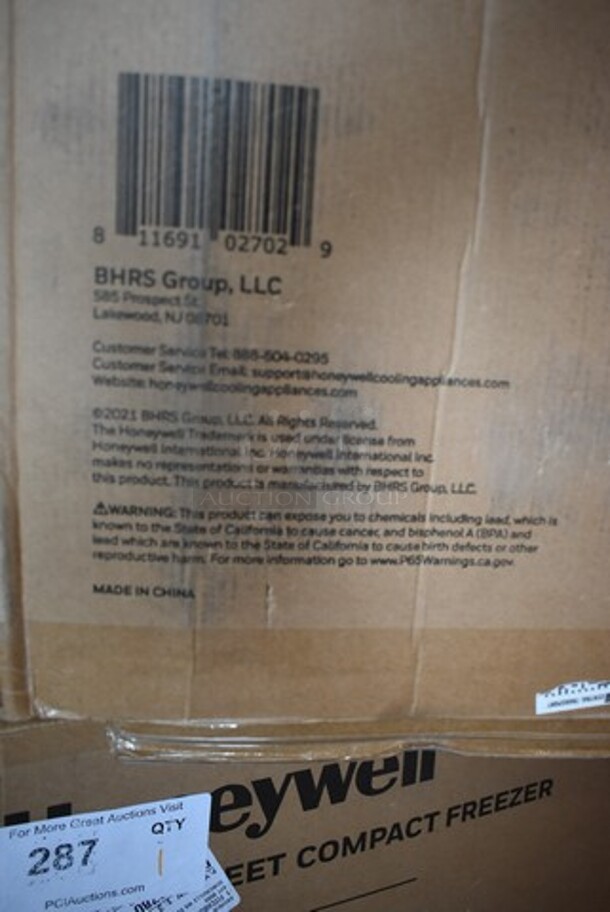 8 11691 02702 9
BHRS Group, LLC
585 Prospect St.
Lakewood, NJ 08701
Customer Service Tel: 888-504-0295
Customer Service Email: support@honeywellcoolingappliances.com
Website: honeywellcoolingappliances.com
©2021 BHRS Group, LLC. All Rights Reserved.
The Honeywell Trademark is used under license from
Honeywell International Inc. Honeywell International Inc.
makes no representations or warranties with respect to
this product. This product is manufactured by BHRS Group, LLC.
AUCTION GROUP
⚠WARNING: This product can expose you to chemicals including lead, which is
known to the State of California to cause cancer, and bisphenol A (BPA) and
lead which are known to the State of California to cause birth defects or other
reproductive harm. For more information go to www.P65Warnings.ca.gov.
MADE IN CHINA
eywell
EET COMPACT FREEZER
For More Great Auctions Visit
287 QTY
1
PCIAuctions.com